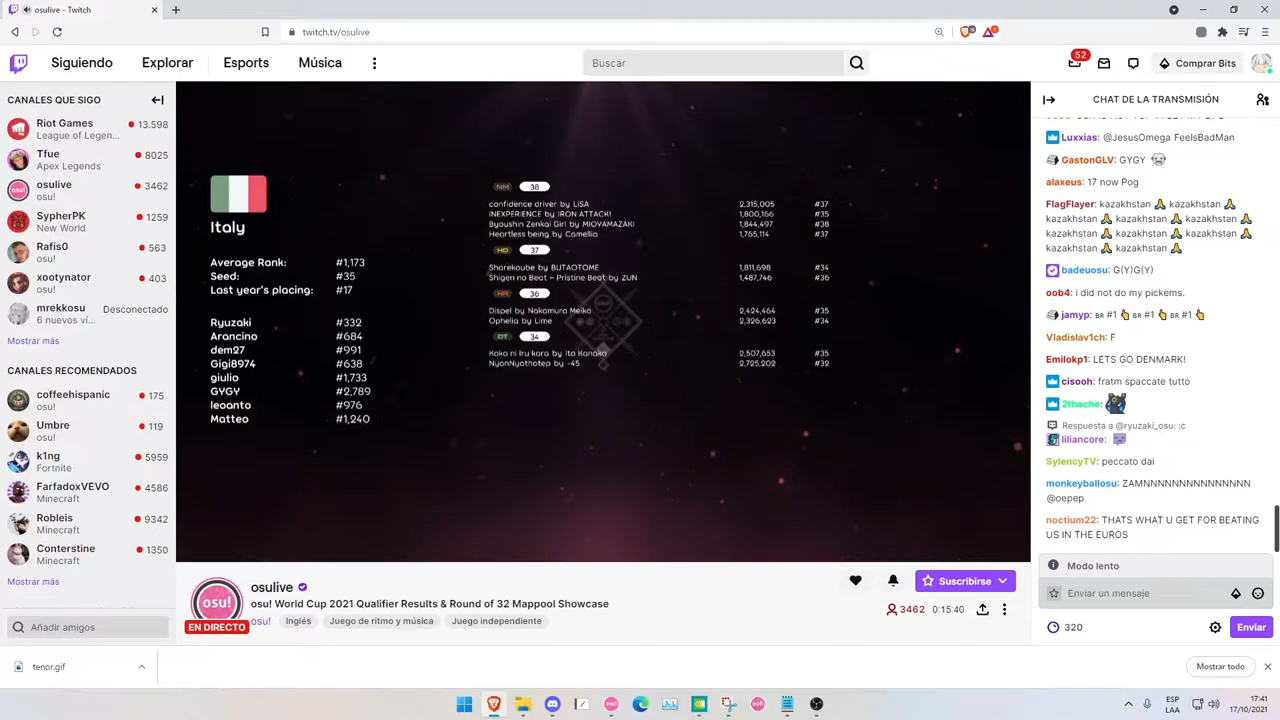 osulive - Twitch
twitch.tv/osulive
52
Siguiendo
Explorar
Esports
Música
Buscar
Comprar Bits
CANALES QUE SIGO
Riot Games
League of Legen...
13.598
Tfue
Apex Legends
8025
osu!
osulive
osu!
3462
SypherPK
New World
1259
Rafis0
osu!
563
xootynator
osu!
403
mrekkosu
6 nuevos ví...
Desconectado
Mostrar más
CANALES RECOMENDADOS
coffeehispanic
osu!
175
Umbre
osu!
119
k1ng
Fortnite
5959
FarfadoxVEVO
Minecraft
4586
Robleis
Minecraft
9342
Conterstine
Minecraft
1350
Mostrar más
Añadir amigos
Italy
Average Rank: #1,173
Seed: #35
Last year's placing: #17
Ryuzaki #332
Arancino #684
dem27 #991
Gigi8974 #638
giulio #1,733
GYGY #2,789
leoanto #976
Matteo #1,240
NM 38
confidence driver by LiSA 2,315,005 #37
INEXPERIENCE by IRON ATTACK! 1,800,166 #35
Byoushin Zenkai Girl by MIOYAMAZAKI 1,844,497 #38
Heartless being by Camellia 1,765,114 #37
HD 37
Sharekoube by BUTAOTOME 1,811,698 #34
Shigen no Beat ~ Pristine Beat by ZUN 1,487,746 #36
HR 36
Dispel by Nakamura Meiko 2,424,464 #35
Ophelia by Lime 2,326,623 #34
DT 34
Koko ni Iru kara by Ito Kanako 2,507,653 #35
NyanNyathotep by -45 2,725,202 #32
osu!
EN DIRECTO
osulive
osu! World Cup 2021 Qualifier Results & Round of 32 Mappool Showcase
osu!
Inglés
Juego de ritmo y música
Juego independiente
Suscribirse
3462
0:15:40
CHAT DE LA TRANSMISIÓN
Luxxias: @JesusOmega FeelsBadMan
GastonGLV: GYGY
alaxeus: 17 now Pog
FlagFlayer: kazakhstan 🙏 kazakhstan 🙏
kazakhstan 🙏 kazakhstan 🙏 kazakhstan 🙏
kazakhstan 🙏 kazakhstan 🙏 kazakhstan 🙏
kazakhstan 🙏 kazakhstan 🙏
badeuosu: G(Y)G(Y)
oob4: i did not do my pickems.
jamyp: BR #1 👆 BR #1 👆 BR #1 👆
Vladislav1ch: F
Emilokp1: LETS GO DENMARK!
cisooh: fratm spaccate tutto
2thache:
Respuesta a @ryuzaki_osu: :c
liliancore:
SylencyTV: peccato dai
monkeyballosu: ZAMNNNNNNNNNNNNNNN
@oepep
noctium22: THATS WHAT U GET FOR BEATING
US IN THE EUROS
Modo lento
Enviar un mensaje
320
Enviar
tenor.gif
Mostrar todo
ESP
LAA
17:41
17/10/2021